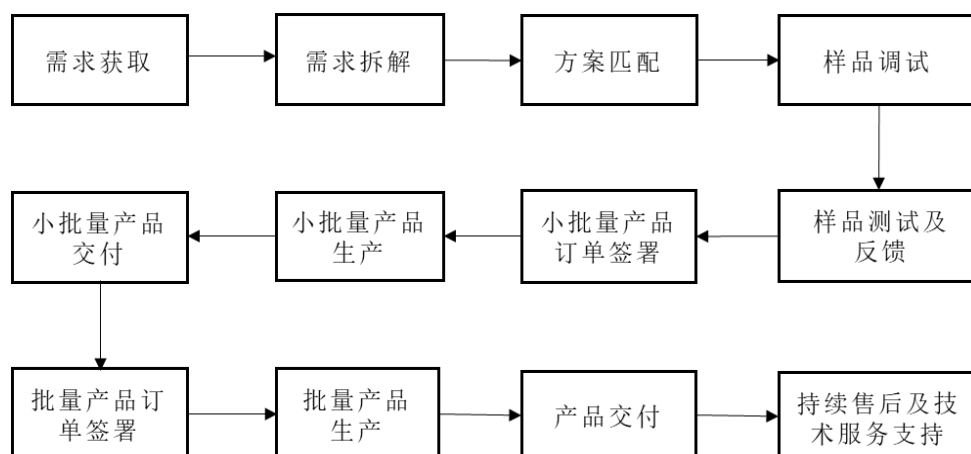 需求获取
需求拆解
方案匹配
样品调试
样品测试及
反馈
小批量产品
订单签署
小批量产品
生产
小批量产品
交付
批量产品订
单签署
批量产品
生产
产品交付
持续售后及技
术服务支持